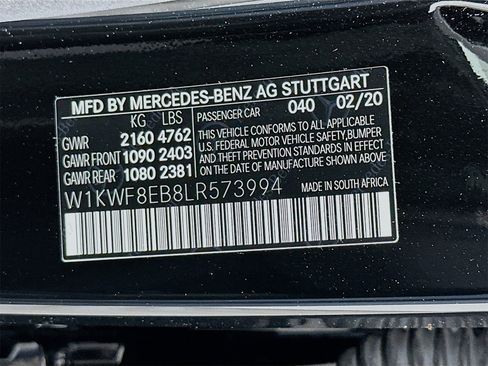 MFD BY MERCEDES-BENZ AG STUTTGART
KG LBS PASSENGER CAR 040 02/20
GVWR 2160 4762 THIS VEHICLE CONFORMS TO ALL APPLICABLE
GAWR FRONT 1090 2403 U.S. FEDERAL MOTOR VEHICLE SAFETY,BUMPER,
GAWR REAR 1080 2381 AND THEFT PREVENTION STANDARDS IN EFFECT
ON THE DATE OF MANUFACTURE SHOWN ABOVE.
W1KWF8EB8LR573994 MADE IN SOUTH AFRICA